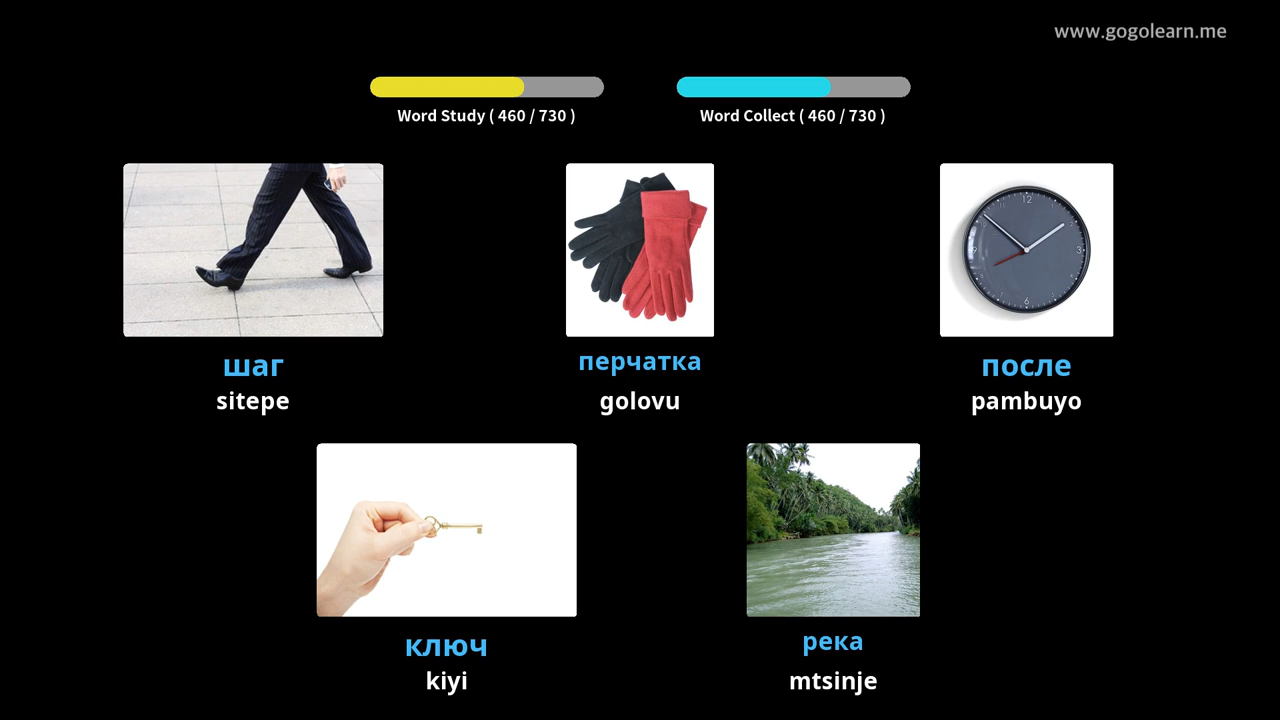 www.gogolearn.me
Word Study ( 460 / 730 )
Word Collect ( 460 / 730 )
шаг
sitepe
перчатка
golovu
после
pambuyo
ключ
kiyi
река
mtsinje